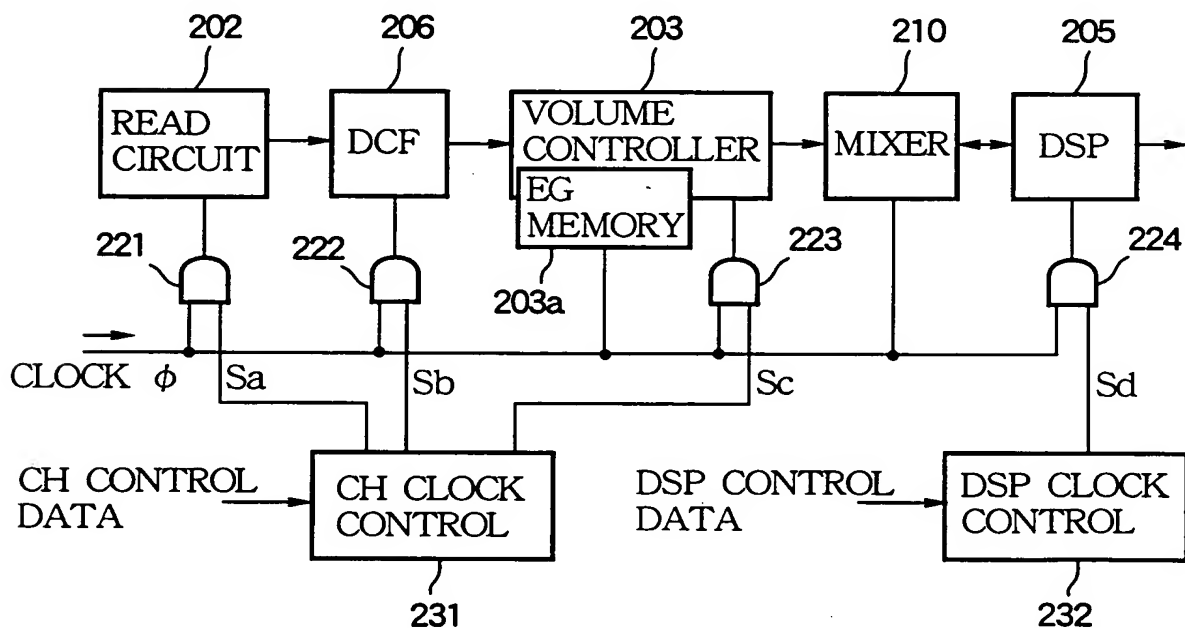 202
206
203
210
205
READ
CIRCUIT
DCF
VOLUME
CONTROLLER
MIXER
DSP
EG
MEMORY
221
222
203a
223
224
CLOCK ϕ
Sa
Sb
Sc
Sd
CH CONTROL
DATA
CH CLOCK
CONTROL
DSP CONTROL
DATA
DSP CLOCK
CONTROL
231
232